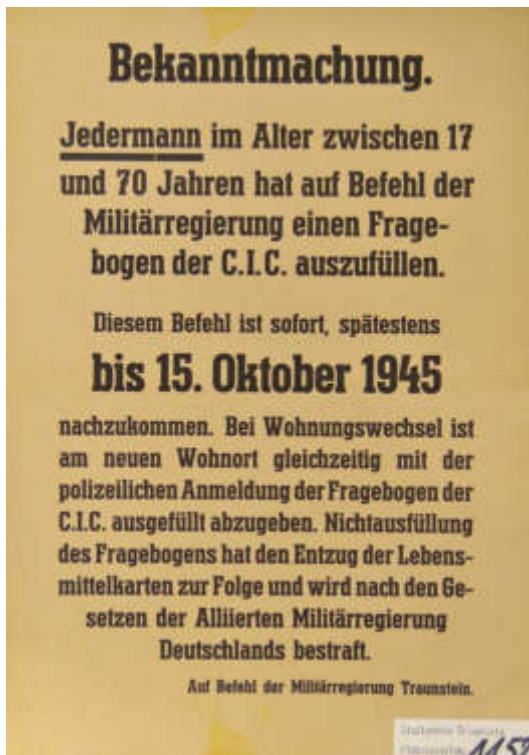 Bekanntmachung.
Jedermann im Alter zwischen 17
und 70 Jahren hat auf Befehl der
Militärregierung einen Frage-
bogen der C.I.C. auszufüllen.
Diesem Befehl ist sofort, spätestens
bis 15. Oktober 1945
nachzukommen. Bei Wohnungswechsel ist
am neuen Wohnort gleichzeitig mit der
polizeilichen Anmeldung der Fragebogen der
C.I.C. ausgefüllt abzugeben. Nichtausfüllung
des Fragebogens hat den Entzug der Lebens-
mittelkarten zur Folge und wird nach den Ge-
setzen der Alliierten Militärregierung
Deutschlands bestraft.
Auf Befehl der Militärregierung Traunstein.